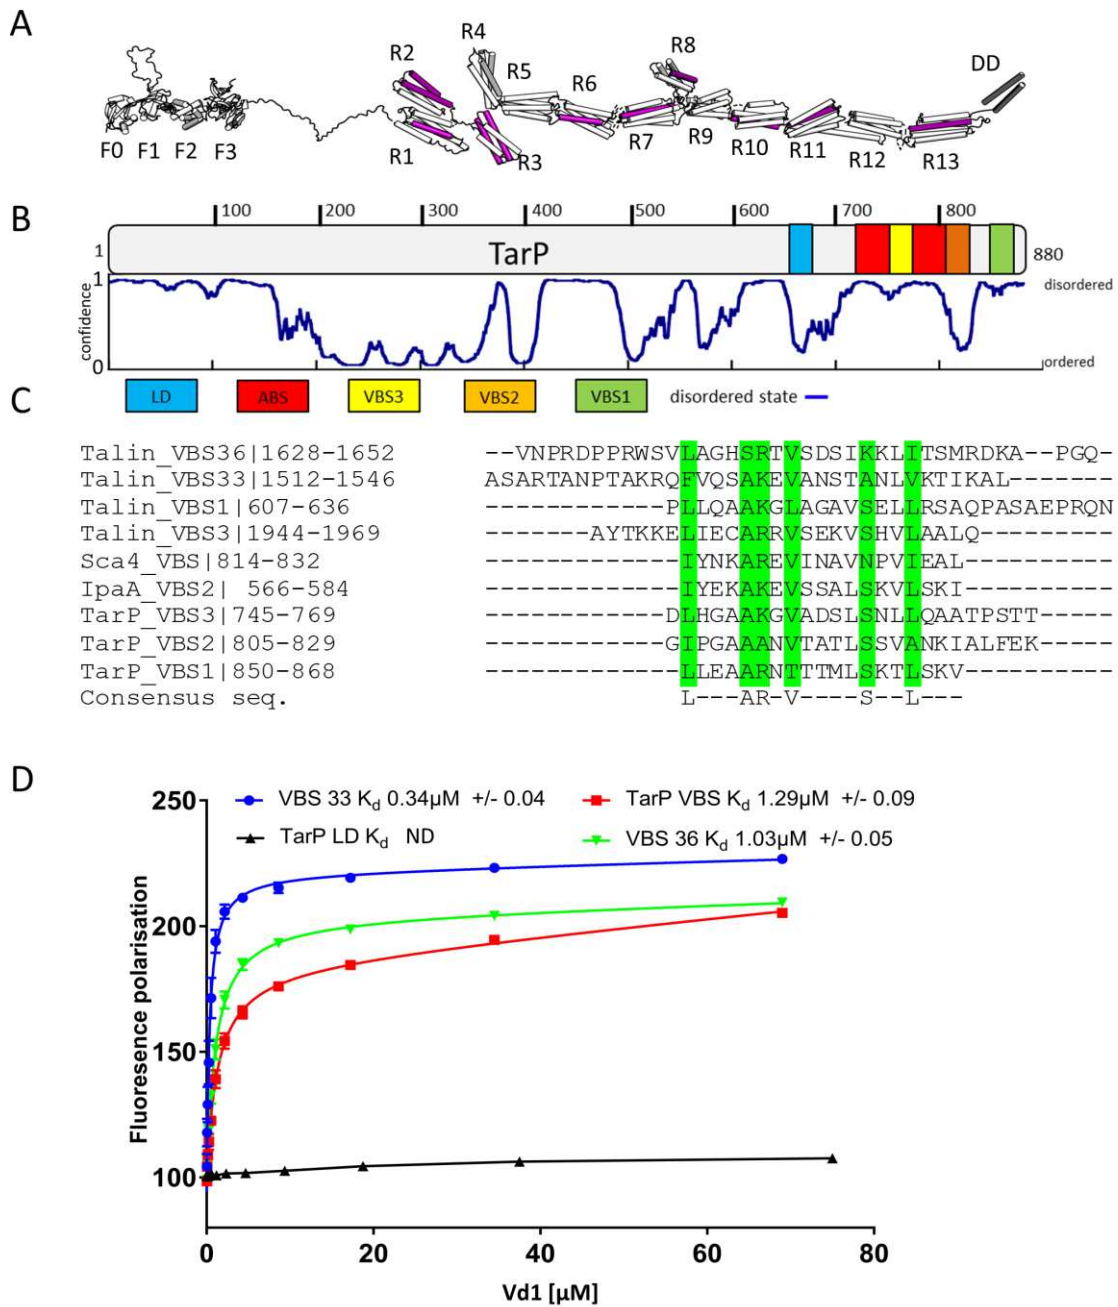 A
R2
R4
R5
R6
R8
DD
F0
F1
F2
F3
R1
R3
R7
R9
R10
R11
R12
R13
B
100
200
300
400
500
600
700
800
1
TarP
880
1
confidence
0
disordered
ordered
LD
ABS
VBS3
VBS2
VBS1
disordered state
C
Talin_VBS36|1628-1652 --VNPRDPPRWSVLAGHSRTVSDSIKKLITSMRDKA--PGQ-
Talin_VBS33|1512-1546 ASARTANPTAKRQFVQSAKEVANSTANLVKTIKAL-------
Talin_VBS1|607-636 ------------PLLQAAKGLAGAVSELLRSAQPASAEPRQN
Talin_VBS3|1944-1969 -------AYTKKELIECARRVSEKVSHVLAALQ---------
Sca4_VBS|814-832 -------------IYNKAREVINAVNPVIEAL----------
IpaA_VBS2| 566-584 -------------IYEKAKEVSSALSKVLSKI----------
TarP_VBS3|745-769 ------------DLHGAAKGVADSLSNLLQAATPSTT-----
TarP_VBS2|805-829 ------------GIPGAAANVTATLSSVANKIALFEK-----
TarP_VBS1|850-868 -------------LLEAARNTTTMLSKTLSKV----------
Consensus seq. L---AR-V----S--L---
D
VBS 33 Kd 0.34µM +/- 0.04
TarP VBS Kd 1.29µM +/- 0.09
TarP LD Kd ND
VBS 36 Kd 1.03µM +/- 0.05
Fluoresence polarisation
250
200
150
100
0
20
40
60
80
Vd1 [µM]